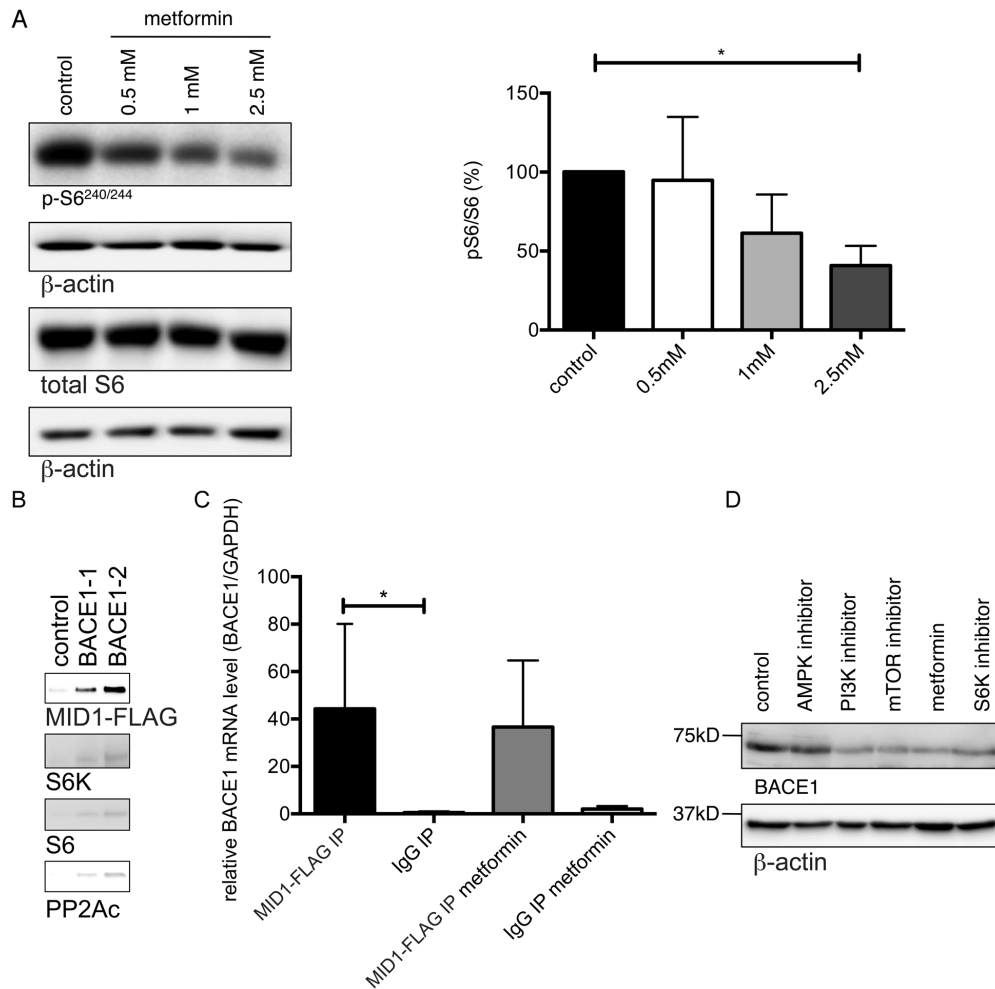 A
metformin
control
0.5 mM
1 mM
2.5 mM
p-S6240/244
β-actin
total S6
β-actin
*
pS6/S6 (%)
150
100
50
0
control
0.5mM
1mM
2.5mM
B
control
BACE1-1
BACE1-2
MID1-FLAG
S6K
S6
PP2Ac
C
relative BACE1 mRNA level (BACE1/GAPDH)
100
80
60
40
20
0
*
MID1-FLAG IP
IgG IP
MID1-FLAG IP metformin
IgG IP metformin
D
control
AMPK inhibitor
PI3K inhibitor
mTOR inhibitor
metformin
S6K inhibitor
75kD
BACE1
37kD
β-actin